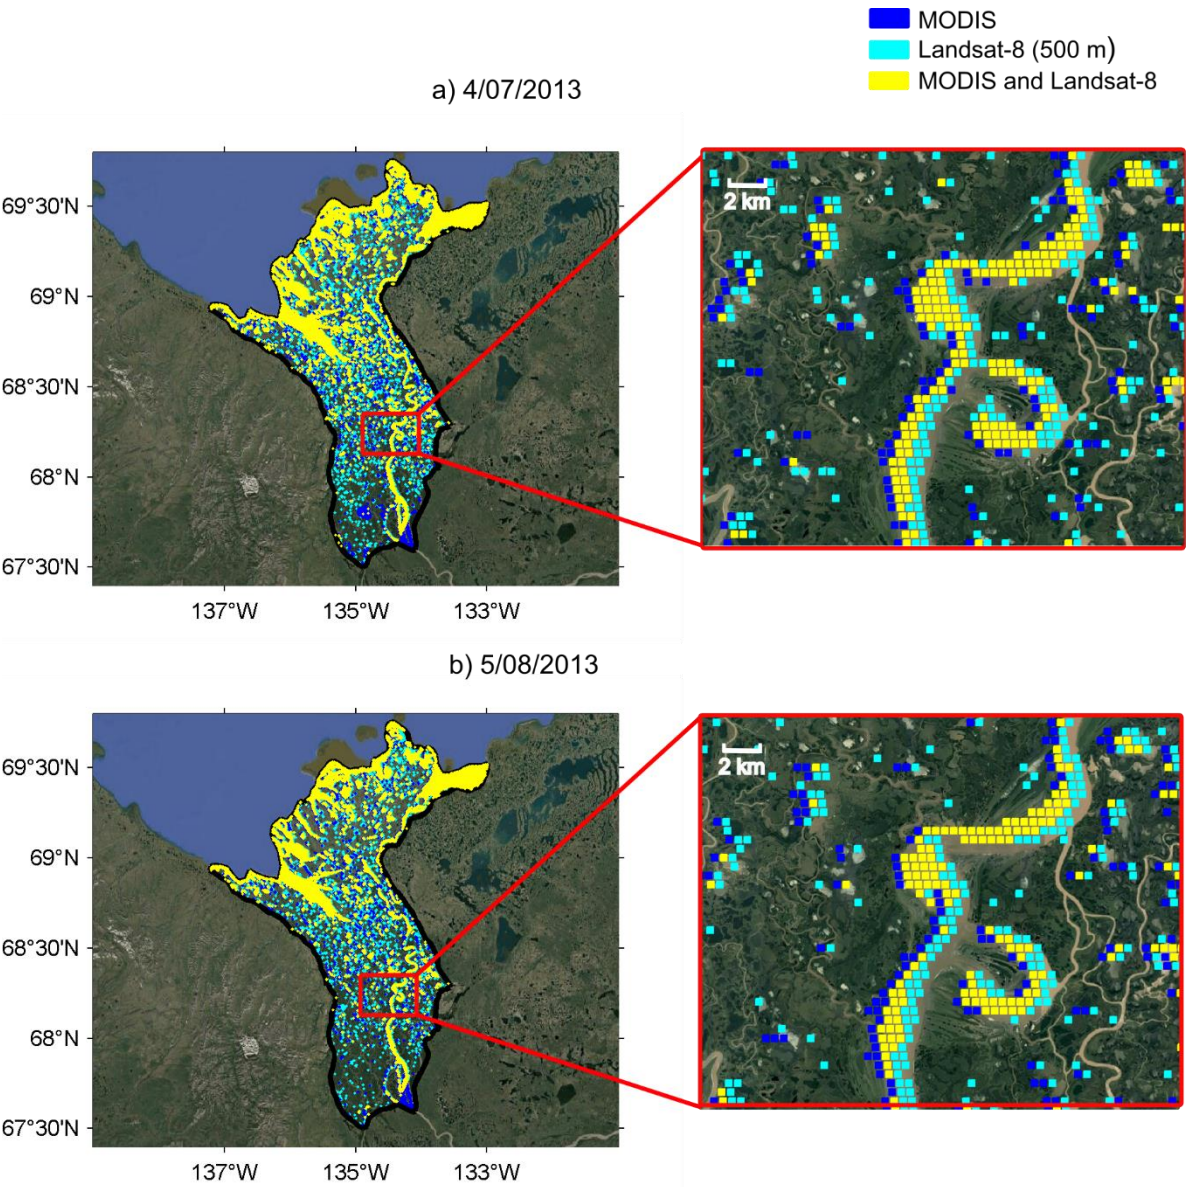 MODIS
Landsat-8 (500 m)
MODIS and Landsat-8
a) 4/07/2013
69°30'N
69°N
68°30'N
68°N
67°30'N
137°W 135°W 133°W
2 km
b) 5/08/2013
69°30'N
69°N
68°30'N
68°N
67°30'N
137°W 135°W 133°W
2 km